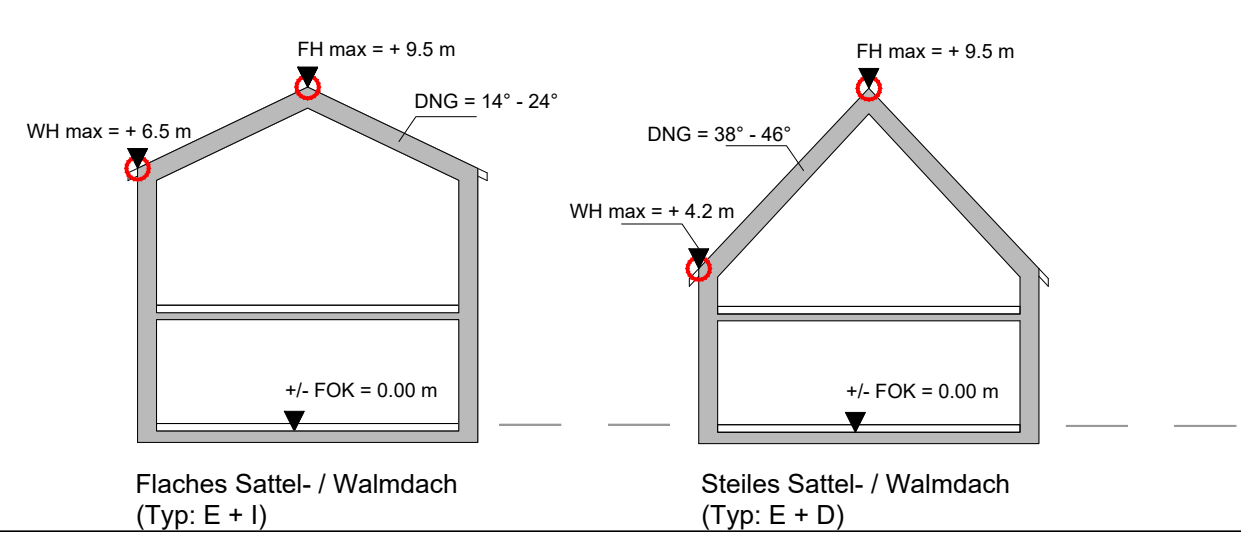 FH max = + 9.5 m
DNG = 14° - 24°
WH max = + 6.5 m
+/- FOK = 0.00 m
Flaches Sattel- / Walmdach
(Typ: E + I)
FH max = + 9.5 m
DNG = 38° - 46°
WH max = + 4.2 m
+/- FOK = 0.00 m
Steiles Sattel- / Walmdach
(Typ: E + D)